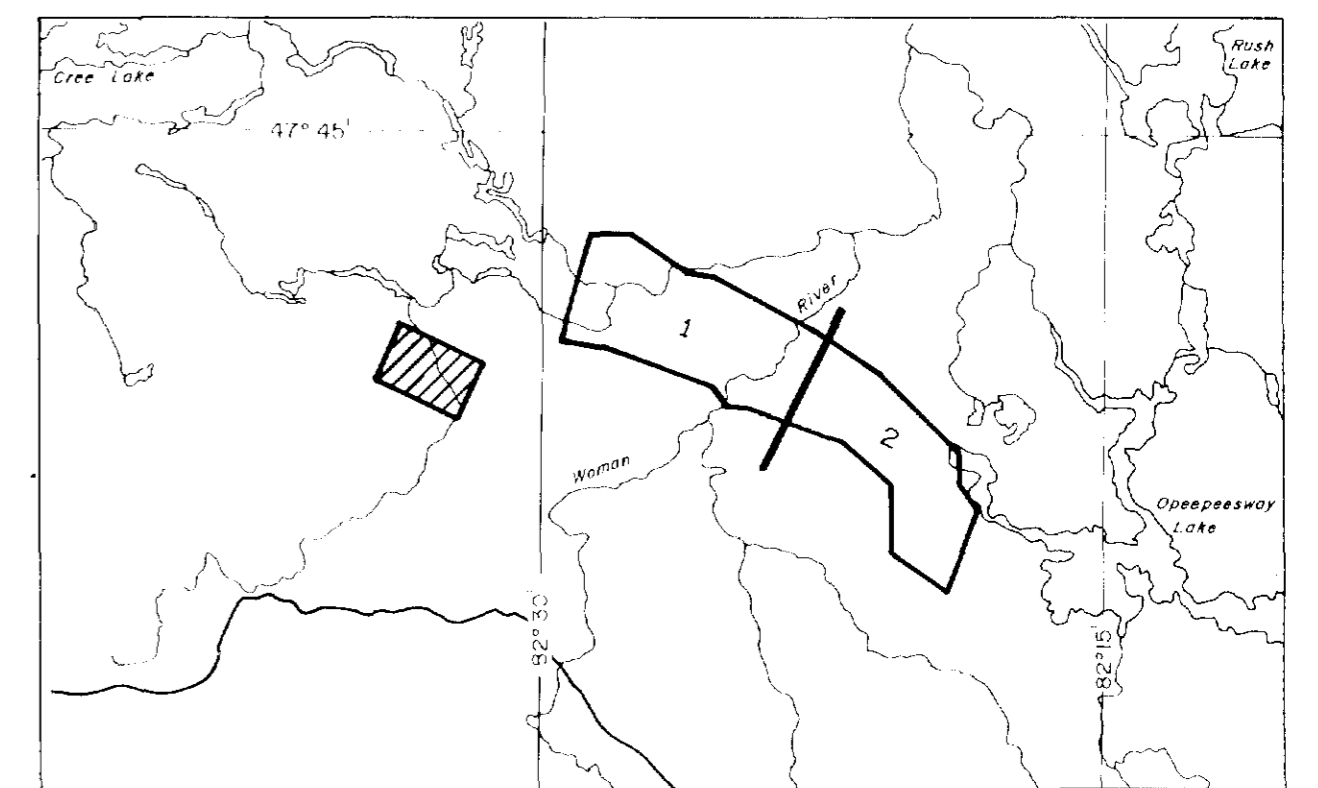 Rush
Lake
Cree Lake
47° 45'
River
1
2
Woman
Opeepeesway
Lake
82° 30'
82° 15'